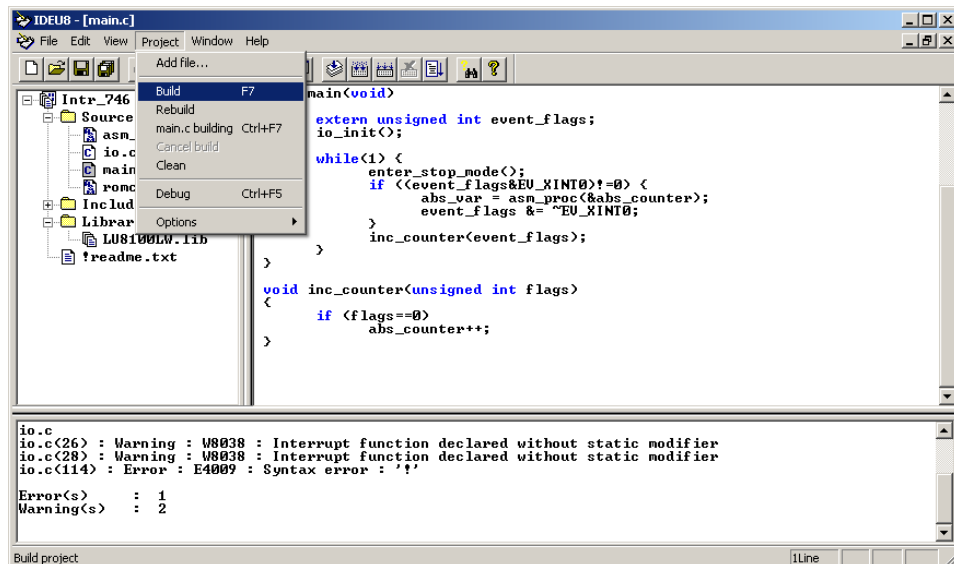 IDEU8 - [main.c]
File Edit View Project Window Help
Add file...
Build F7
Rebuild
main.c building Ctrl+F7
Cancel build
Clean
Debug Ctrl+F5
Options
Intr_746
Source
asm_
io.c
main
romc
Includ
Librar
LU8100LW.lib
!readme.txt
main(void)
extern unsigned int event_flags;
io_init();
while(1) {
enter_stop_mode();
if ((event_flags&EV_XINT0)!=0) {
abs_var = asm_proc(&abs_counter);
event_flags &= ~EV_XINT0;
}
inc_counter(event_flags);
}
}
void inc_counter(unsigned int flags)
{
if (flags==0)
abs_counter++;
}
io.c
io.c(26) : Warning : W8038 : Interrupt function declared without static modifier
io.c(28) : Warning : W8038 : Interrupt function declared without static modifier
io.c(114) : Error : E4009 : Syntax error : '!'
Error(s) : 1
Warning(s) : 2
Build project
1Line